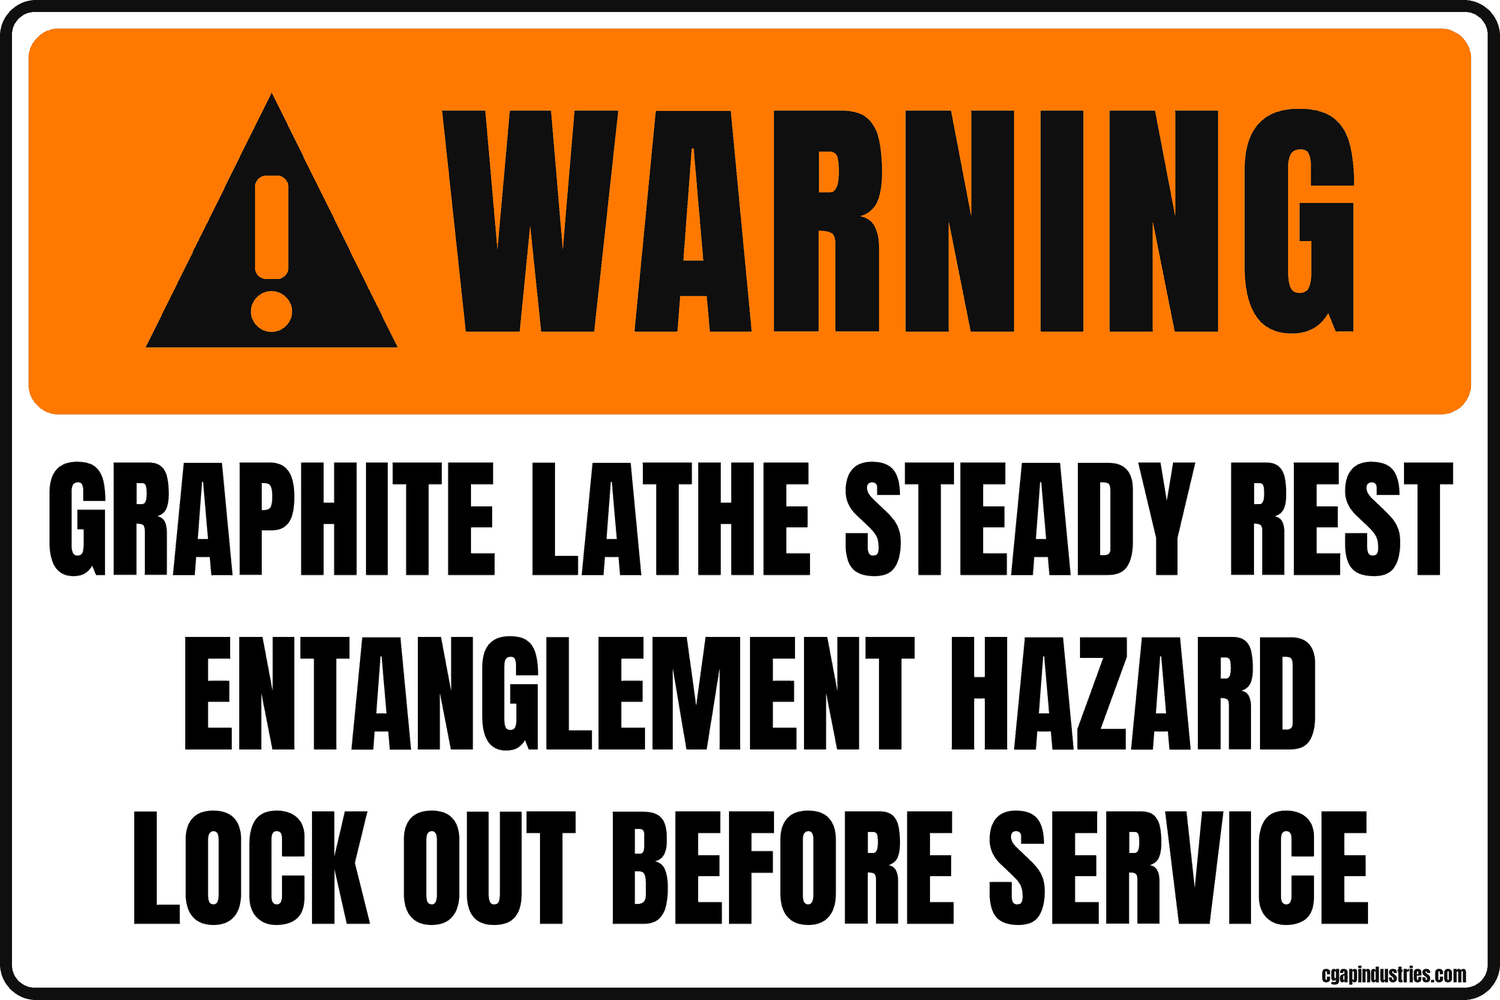 WARNING
GRAPHITE LATHE STEADY REST
ENTANGLEMENT HAZARD
LOCK OUT BEFORE SERVICE
cgapindustries.com